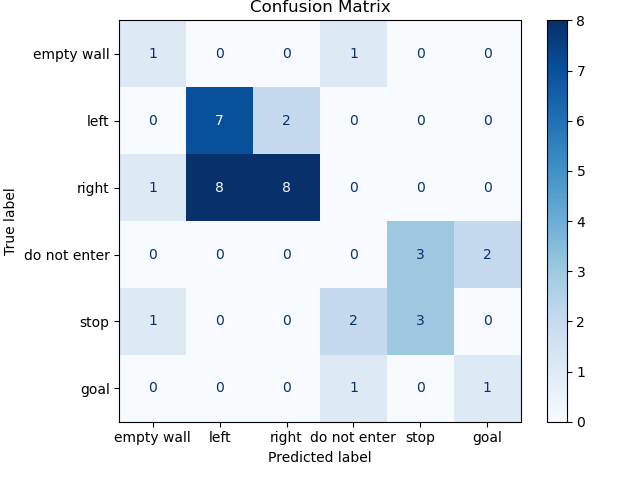 Confusion Matrix
True label
empty wall 1 0 0 1 0 0
left 0 7 2 0 0 0
right 1 8 8 0 0 0
do not enter 0 0 0 0 3 2
stop 1 0 0 2 3 0
goal 0 0 0 1 0 1
empty wall left right do not enter stop goal
Predicted label
8
7
6
5
4
3
2
1
0